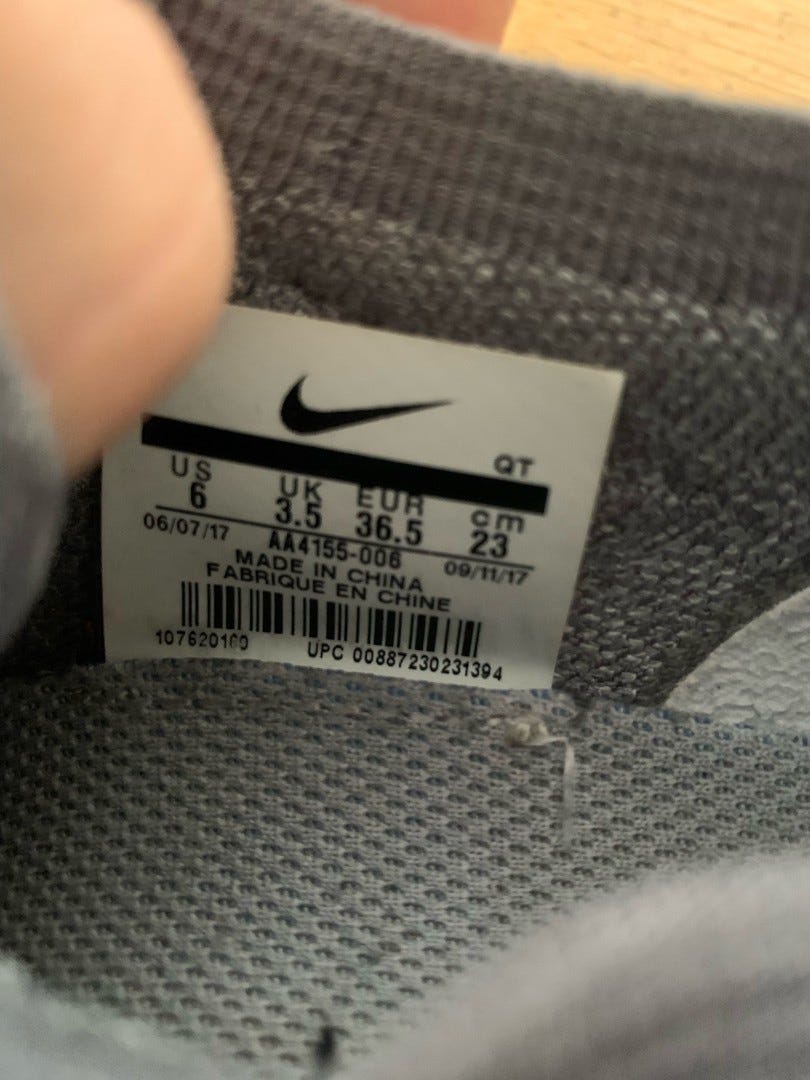 QT
US UK EUR cm
6 3.5 36.5 23
06/07/17 AA4155-006 09/11/17
MADE IN CHINA
FABRIQUE EN CHINE
UPC 00887230231394